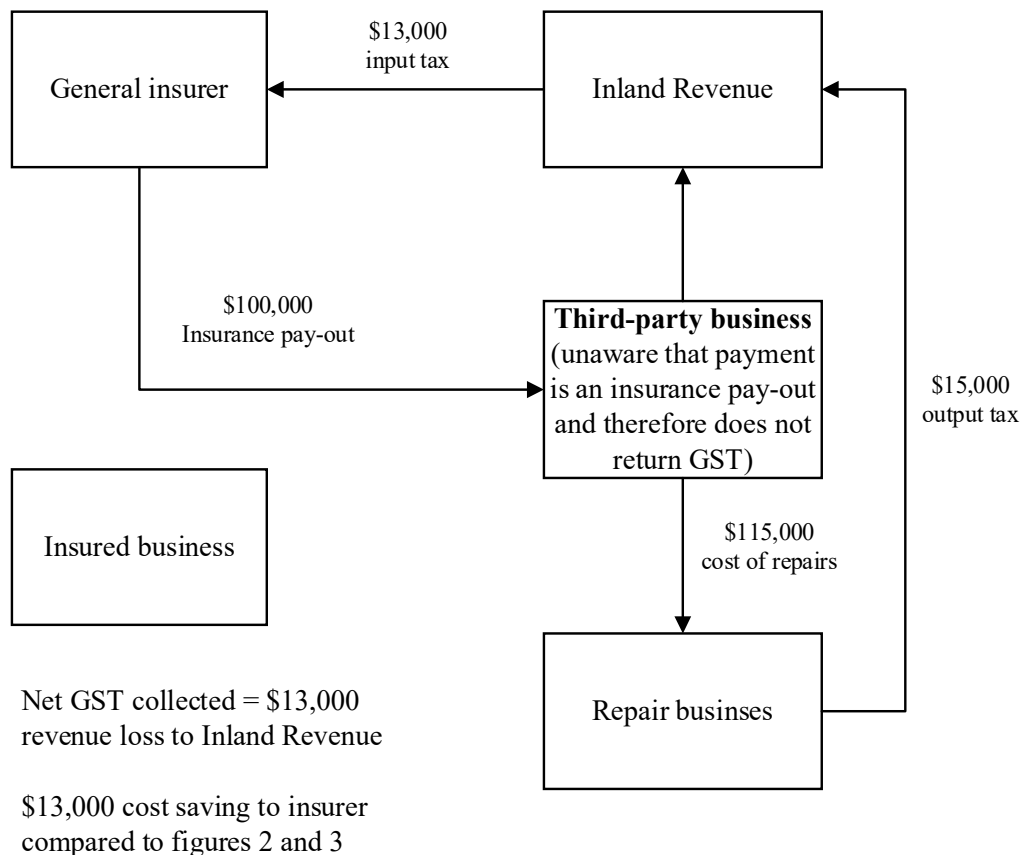 $13,000
input tax
General insurer
Inland Revenue
$100,000
Insurance pay-out
Third-party business
(unaware that payment
is an insurance pay-out
and therefore does not
return GST)
$15,000
output tax
Insured business
$115,000
cost of repairs
Repair businses
Net GST collected = $13,000
revenue loss to Inland Revenue
$13,000 cost saving to insurer
compared to figures 2 and 3